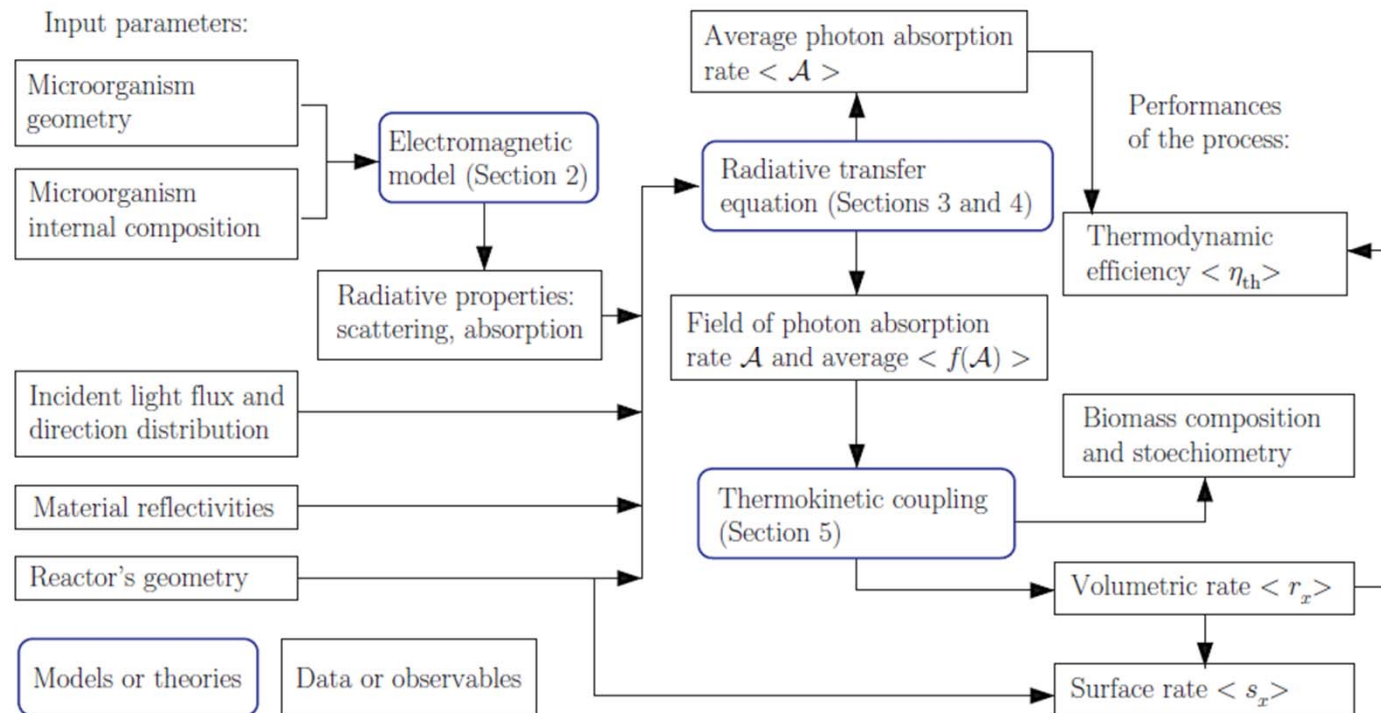 Input parameters:
Microorganism
geometry
Microorganism
internal composition
Electromagnetic
model (Section 2)
Radiative properties:
scattering, absorption
Incident light flux and
direction distribution
Material reflectivities
Reactor's geometry
Models or theories
Data or observables
Average photon absorption
rate < 𝒜 >
Radiative transfer
equation (Sections 3 and 4)
Field of photon absorption
rate 𝒜 and average < f(𝒜) >
Thermokinetic coupling
(Section 5)
Performances
of the process:
Thermodynamic
efficiency < η_th >
Biomass composition
and stoechiometry
Volumetric rate < r_x >
Surface rate < s_x >